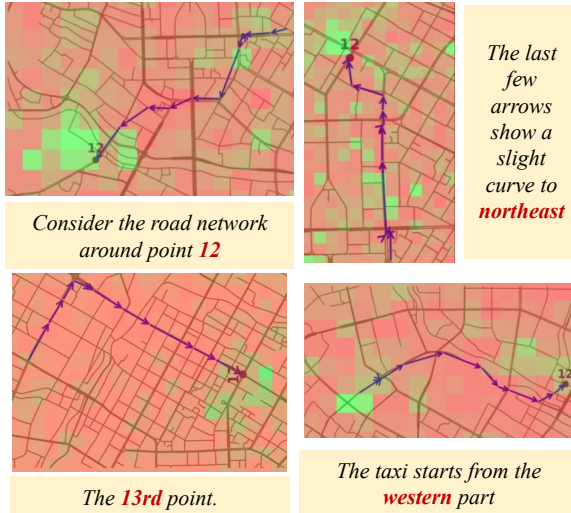 12
12
The last
few
arrows
show a
slight
curve to
northeast
Consider the road network
around point 12
12
12
The 13rd point.
The taxi starts from the
western part